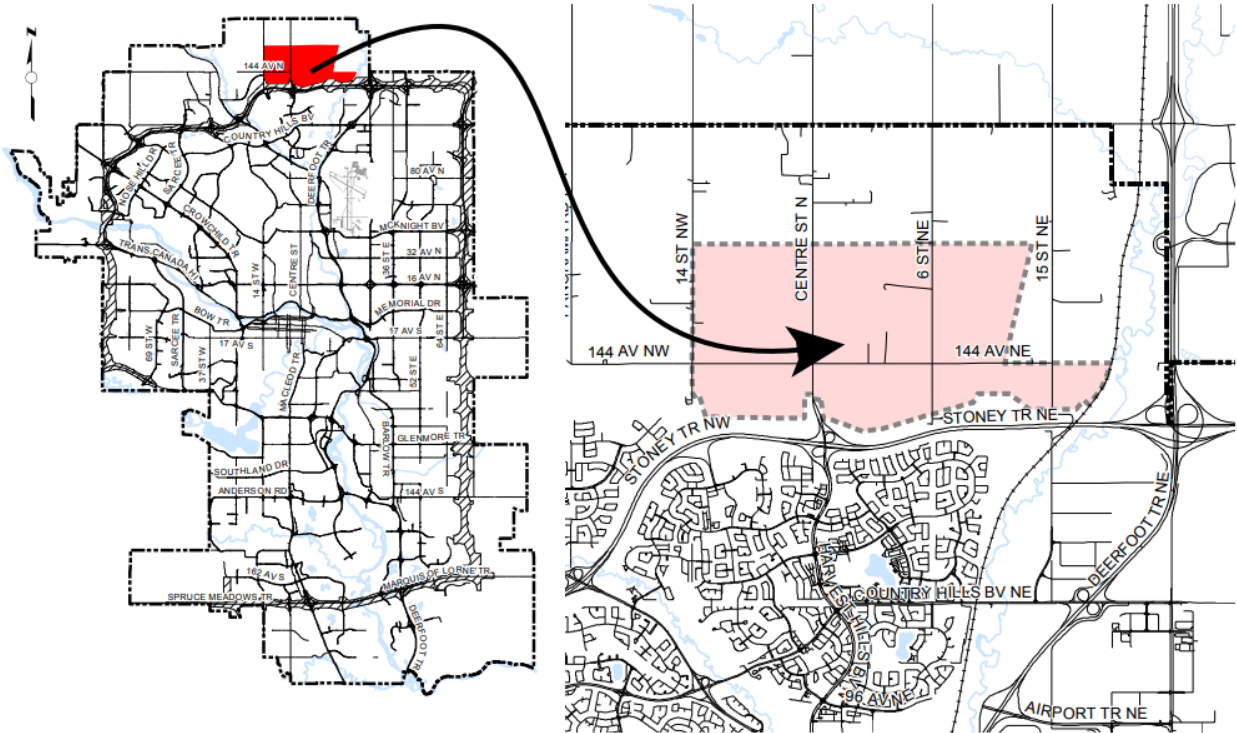 N
144 AV N
COUNTRY HILLS BV
NOSE HILL DR
SARCEE TR
DEERFOOT TR
80 AV N
CROWCHILD TR
MCKNIGHT BV
TRANS CANADA HI
14 ST W
CENTRE ST
36 ST E
32 AV N
16 AV N
MEMORIAL DR
BOW TR
17 AV S
17 AV S
69 ST W
SARCEE TR
37 ST W
MACLEOD TR
52 ST E
64 ST E
BARLOW TR
GLENMORE TR
SOUTHLAND DR
ANDERSON RD
144 AV S
162 AV S
MARQUIS OF LORNE TR
SPRUCE MEADOWS TR
DEERFOOT TR
14 ST NW
CENTRE ST N
6 ST NE
15 ST NE
144 AV NW
144 AV NE
STONEY TR NW
STONEY TR NE
DEERFOOT TR NE
HARVEST HILLS BV NE
COUNTRY HILLS BV NE
96 AV NE
AIRPORT TR NE